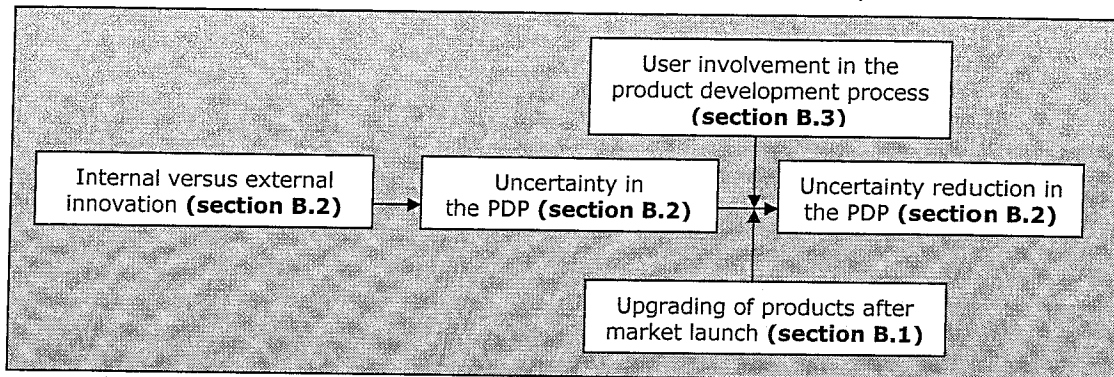 User involvement in the
product development process
(section B.3)
Internal versus external
innovation (section B.2)
Uncertainty in
the PDP (section B.2)
Uncertainty reduction in
the PDP (section B.2)
Upgrading of products after
market launch (section B.1)